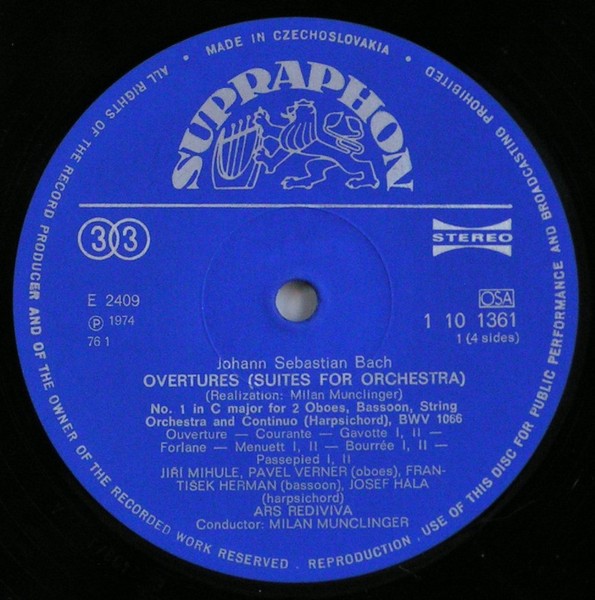 ALL RIGHTS OF THE RECORD PRODUCER AND OF THE OWNER OF THE RECORDED WORK RESERVED . REPRODUCTION . USE OF THIS DISC FOR PUBLIC PERFORMANCE AND BROADCASTING PROHIBITED
• MADE IN CZECHOSLOVAKIA •
SUPRAPHON
33
STEREO
E 2409
℗ 1974
76 1
OSA
1 10 1361
1 (4 sides)
Johann Sebastian Bach
OVERTURES (SUITES FOR ORCHESTRA)
(Realization: Milan Munclinger)
No. 1 in C major for 2 Oboes, Bassoon, String
Orchestra and Continuo (Harpsichord), BWV 1066
Ouverture — Courante — Gavotte I, II —
Forlane — Menuett I, II — Bourrée I, II —
Passepied I, II
JIŘÍ MIHULE, PAVEL VERNER (oboes), FRAN-
TIŠEK HERMAN (bassoon), JOSEF HÁLA
(harpsichord)
ARS REDIVIVA
Conductor: MILAN MUNCLINGER